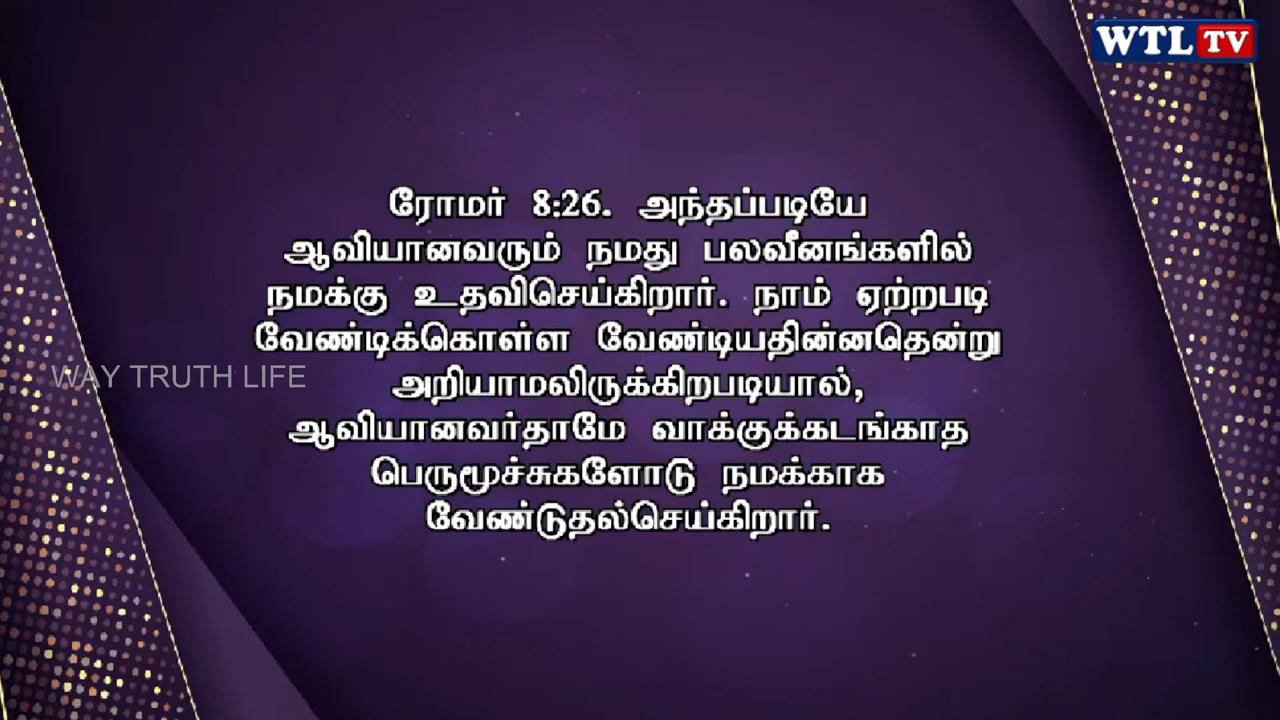 WTL TV
ரோமர் 8:26. அந்தப்படியே
ஆவியானவரும் நமது பலவீனங்களில்
நமக்கு உதவிசெய்கிறார். நாம் ஏற்றபடி
வேண்டிக்கொள்ள வேண்டியதின்னதென்று
WAY TRUTH LIFE
அறியாமலிருக்கிறபடியால்,
ஆவியானவர்தாமே வாக்குக்கடங்காத
பெருமூச்சுகளோடு நமக்காக
வேண்டுதல்செய்கிறார்.